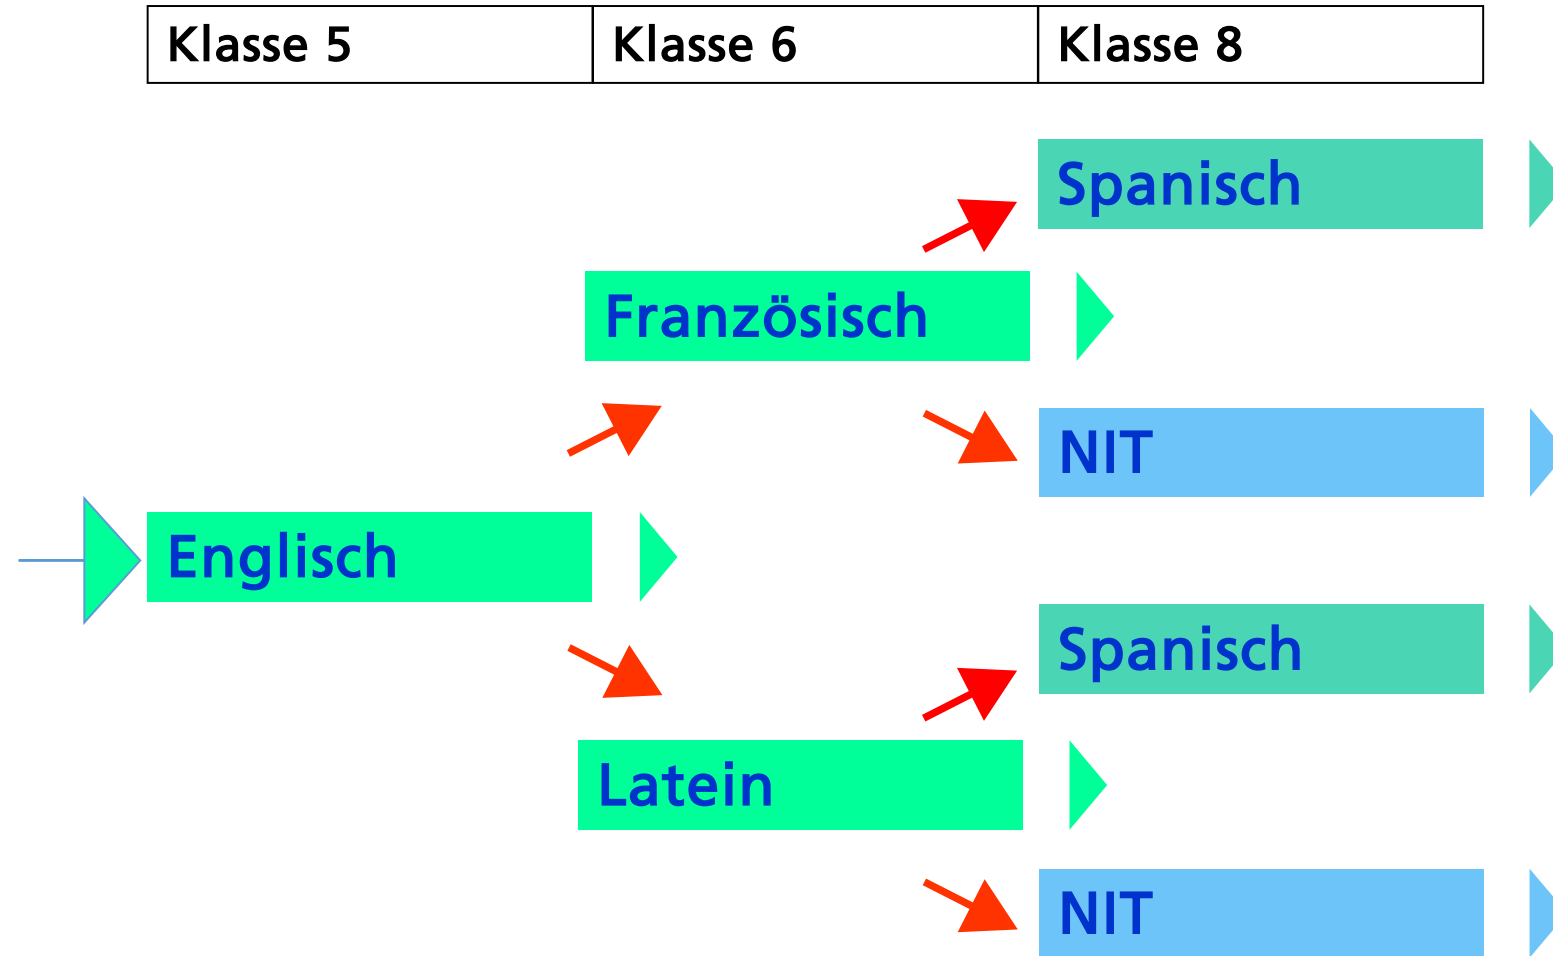 Klasse 5 Klasse 6 Klasse 8
Spanisch
Französisch
NIT
Englisch
Spanisch
Latein
NIT